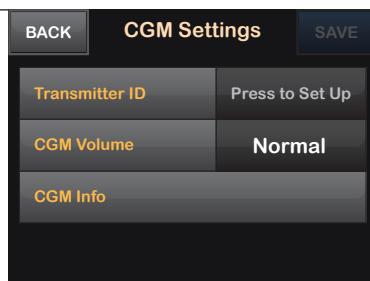 BACK CGM Settings SAVE
Transmitter ID Press to Set Up
CGM Volume Normal
CGM Info